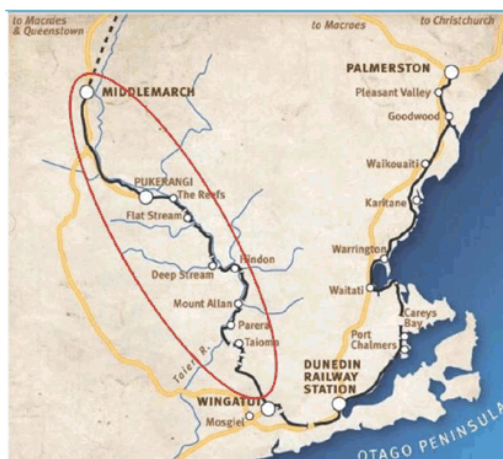 to Macraes
& Queenstown
to Macraes
to Christchurch
MIDDLEMARCH
PALMERSTON
Pleasant Valley
Goodwood
Waikouaiti
PUKERANGI
The Reefs
Karitane
Flat Stream
Warrington
Hindon
Deep Stream
Waitati
Mount Allan
Careys
Bay
Parera
Port
Chalmers
Taioma
Taieri R.
DUNEDIN
RAILWAY
STATION
WINGATUI
Mosgiel
OTAGO PENINSULA